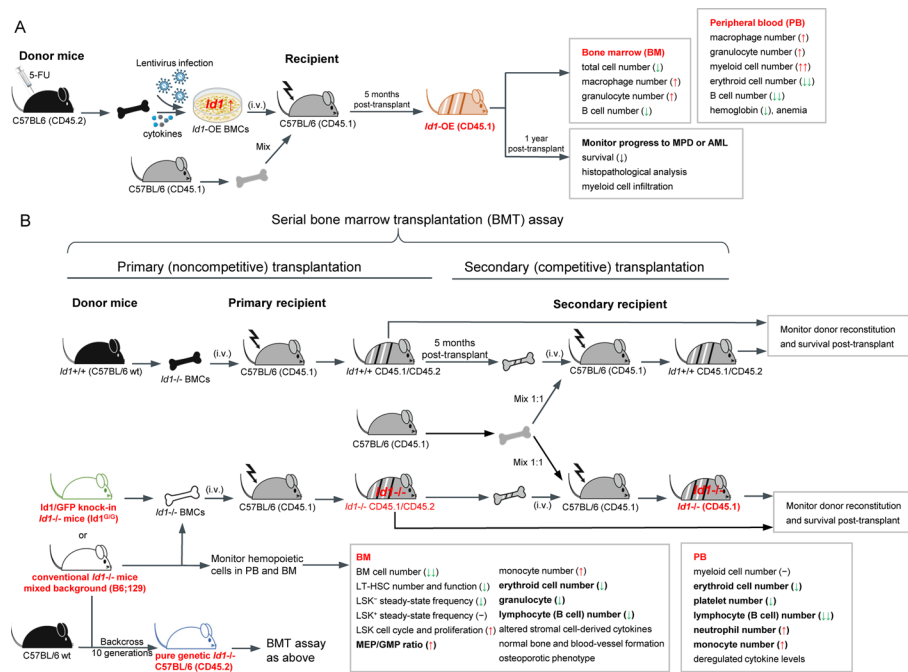 A
Donor mice
5-FU
C57BL6 (CD45.2)
Lentivirus infection
cytokines
Id1 ↑
Id1-OE BMCs
(i.v.)
Recipient
C57BL/6 (CD45.1)
Mix
C57BL/6 (CD45.1)
5 months
post-transplant
Id1-OE (CD45.1)
Bone marrow (BM)
total cell number (↓)
macrophage number (↑)
granulocyte number (↑)
B cell number (↓)
Peripheral blood (PB)
macrophage number (↑)
granulocyte number (↑)
myeloid cell number (↑↑)
erythroid cell number (↓↓)
B cell number (↓↓)
hemoglobin (↓), anemia
1 year
post-transplant
Monitor progress to MPD or AML
survival (↓)
histopathological analysis
myeloid cell infiltration
B
Serial bone marrow transplantation (BMT) assay
Primary (noncompetitive) transplantation
Secondary (competitive) transplantation
Donor mice
Primary recipient
Secondary recipient
Id1+/+ (C57BL/6 wt)
Id1-/- BMCs
(i.v.)
C57BL/6 (CD45.1)
Id1+/+ CD45.1/CD45.2
5 months
post-transplant
(i.v.)
C57BL/6 (CD45.1)
Id1+/+ CD45.1/CD45.2
Monitor donor reconstitution
and survival post-transplant
Mix 1:1
C57BL/6 (CD45.1)
Mix 1:1
Id1/GFP knock-in
Id1-/- mice (Id1G/G)
or
conventional Id1-/- mice
mixed background (B6;129)
Id1-/- BMCs
(i.v.)
C57BL/6 (CD45.1)
Id1-/-
Id1-/- CD45.1/CD45.2
(i.v.)
C57BL/6 (CD45.1)
Id1-/-
Id1-/- (CD45.1)
Monitor donor reconstitution
and survival post-transplant
Monitor hemopoietic
cells in PB and BM
C57BL/6 wt
Backcross
10 generations
pure genetic Id1-/-
C57BL/6 (CD45.2)
BMT assay
as above
BM
BM cell number (↓↓)
LT-HSC number and function (↓)
LSK⁻ steady-state frequency (↓)
LSK⁺ steady-state frequency (−)
LSK cell cycle and proliferation (↑)
MEP/GMP ratio (↑)
monocyte number (↑)
erythroid cell number (↓)
granulocyte (↓)
lymphocyte (B cell) number (↓)
altered stromal cell-derived cytokines
normal bone and blood-vessel formation
osteoporotic phenotype
PB
myeloid cell number (−)
erythroid cell number (↓)
platelet number (↓)
lymphocyte (B cell) number (↓↓)
neutrophil number (↑)
monocyte number (↑)
deregulated cytokine levels